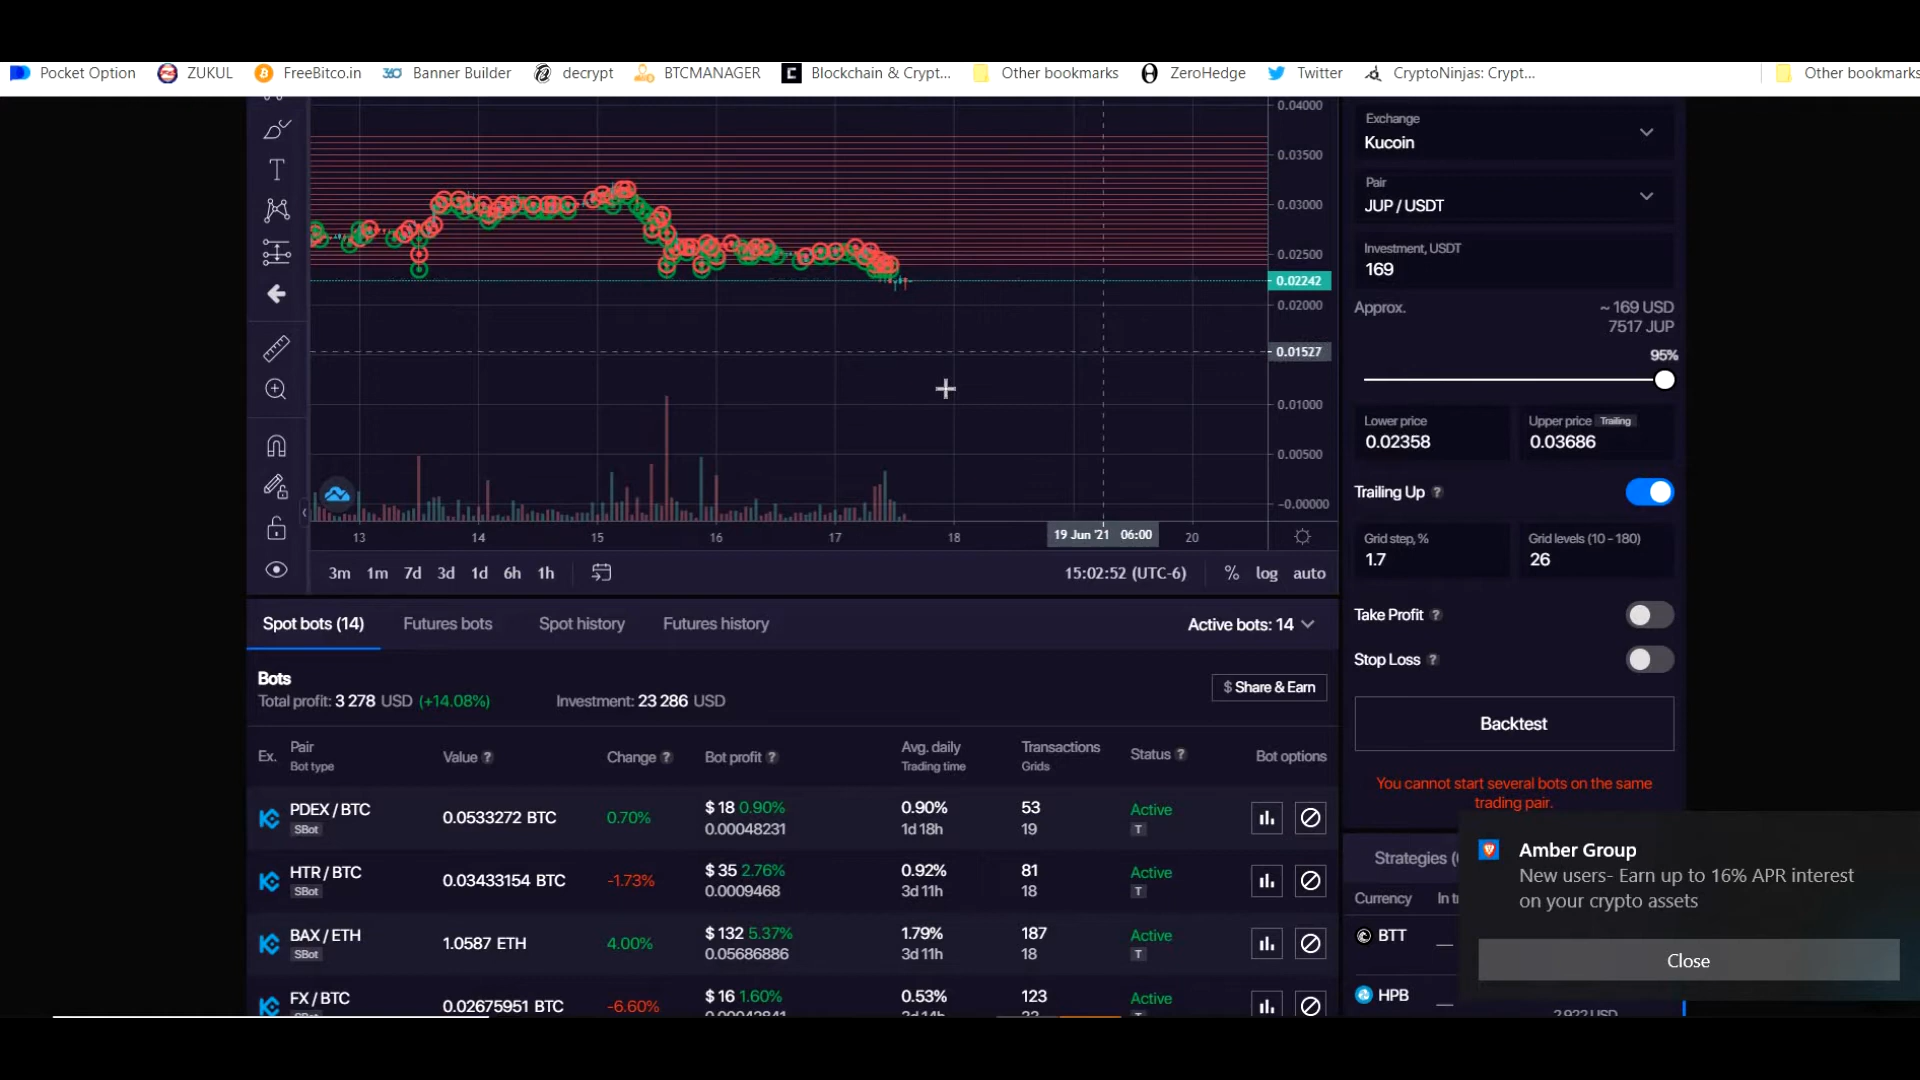 Pocket Option ZUKUL FreeBitco.in Banner Builder decrypt BTCMANAGER Blockchain & Crypt... Other bookmarks ZeroHedge Twitter CryptoNinjas: Crypt... Other bookmarks
0.04000
0.03500
0.03000
0.02500
0.02242
0.02000
0.01527
0.01000
0.00500
−0.00000
13 14 15 16 17 18 19 Jun '21 06:00 20
3m 1m 7d 3d 1d 6h 1h 15:02:52 (UTC-6) % log auto
Exchange
Kucoin
Pair
JUP / USDT
Investment, USDT
169
Approx. ~ 169 USD
7517 JUP
95%
Lower price Upper price Trailing
0.02358 0.03686
Trailing Up ?
Grid step, % Grid levels (10 - 180)
1.7 26
Take Profit ?
Stop Loss ?
Backtest
You cannot start several bots on the same
trading pair.
Spot bots (14) Futures bots Spot history Futures history Active bots: 14
Bots
Total profit: 3 278 USD (+14.08%) Investment: 23 286 USD $ Share & Earn
Ex. Pair Value ? Change ? Bot profit ? Avg. daily Transactions Status ? Bot options
Bot type Trading time Grids
PDEX / BTC 0.0533272 BTC 0.70% $ 18 0.90% 0.90% 53 Active
SBot 0.00048231 1d 18h 19 T
HTR / BTC 0.03433154 BTC -1.73% $ 35 2.76% 0.92% 81 Active
SBot 0.0009468 3d 11h 18 T
BAX / ETH 1.0587 ETH 4.00% $ 132 5.37% 1.79% 187 Active
SBot 0.05686886 3d 11h 18 T
FX / BTC 0.02675951 BTC -6.60% $ 16 1.60% 0.53% 123 Active
Strategies (
Currency
BTT —
HPB —
Amber Group
New users- Earn up to 16% APR interest
on your crypto assets
Close